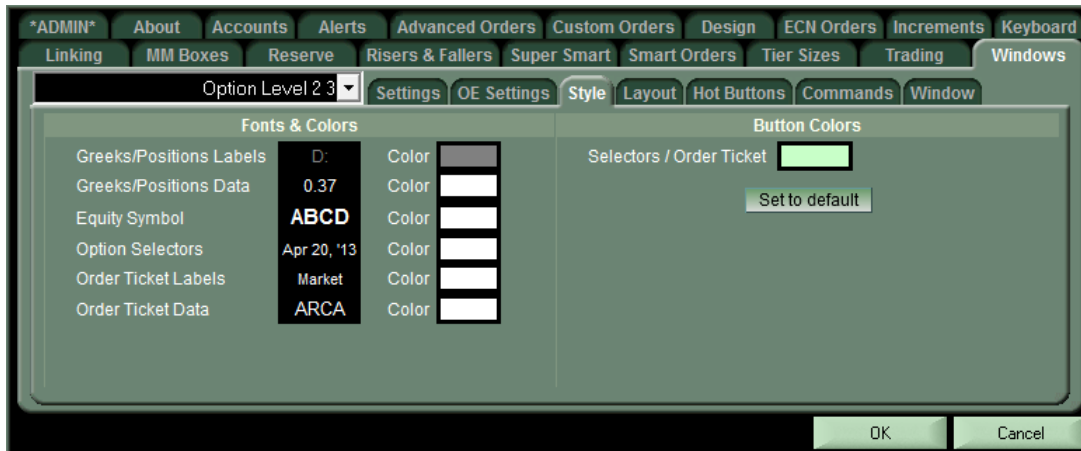 *ADMIN* About Accounts Alerts Advanced Orders Custom Orders Design ECN Orders Increments Keyboard
Linking MM Boxes Reserve Risers & Fallers Super Smart Smart Orders Tier Sizes Trading Windows
Option Level 2 3 Settings OE Settings Style Layout Hot Buttons Commands Window
Fonts & Colors Button Colors
Greeks/Positions Labels D: Color Selectors / Order Ticket
Greeks/Positions Data 0.37 Color Set to default
Equity Symbol ABCD Color
Option Selectors Apr 20, '13 Color
Order Ticket Labels Market Color
Order Ticket Data ARCA Color
OK Cancel